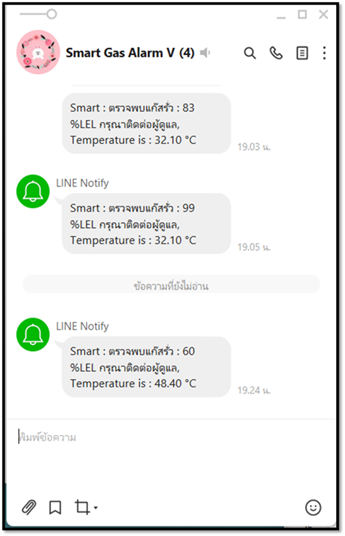 Smart Gas Alarm V (4)
Smart : ตรวจพบแก๊สรั่ว : 83
%LEL กรุณาติดต่อผู้ดูแล,
Temperature is : 32.10 °C
19.03 น.
LINE Notify
Smart : ตรวจพบแก๊สรั่ว : 99
%LEL กรุณาติดต่อผู้ดูแล,
Temperature is : 32.10 °C
19.05 น.
ข้อความที่ยังไม่อ่าน
LINE Notify
Smart : ตรวจพบแก๊สรั่ว : 60
%LEL กรุณาติดต่อผู้ดูแล,
Temperature is : 48.40 °C
19.24 น.
พิมพ์ข้อความ